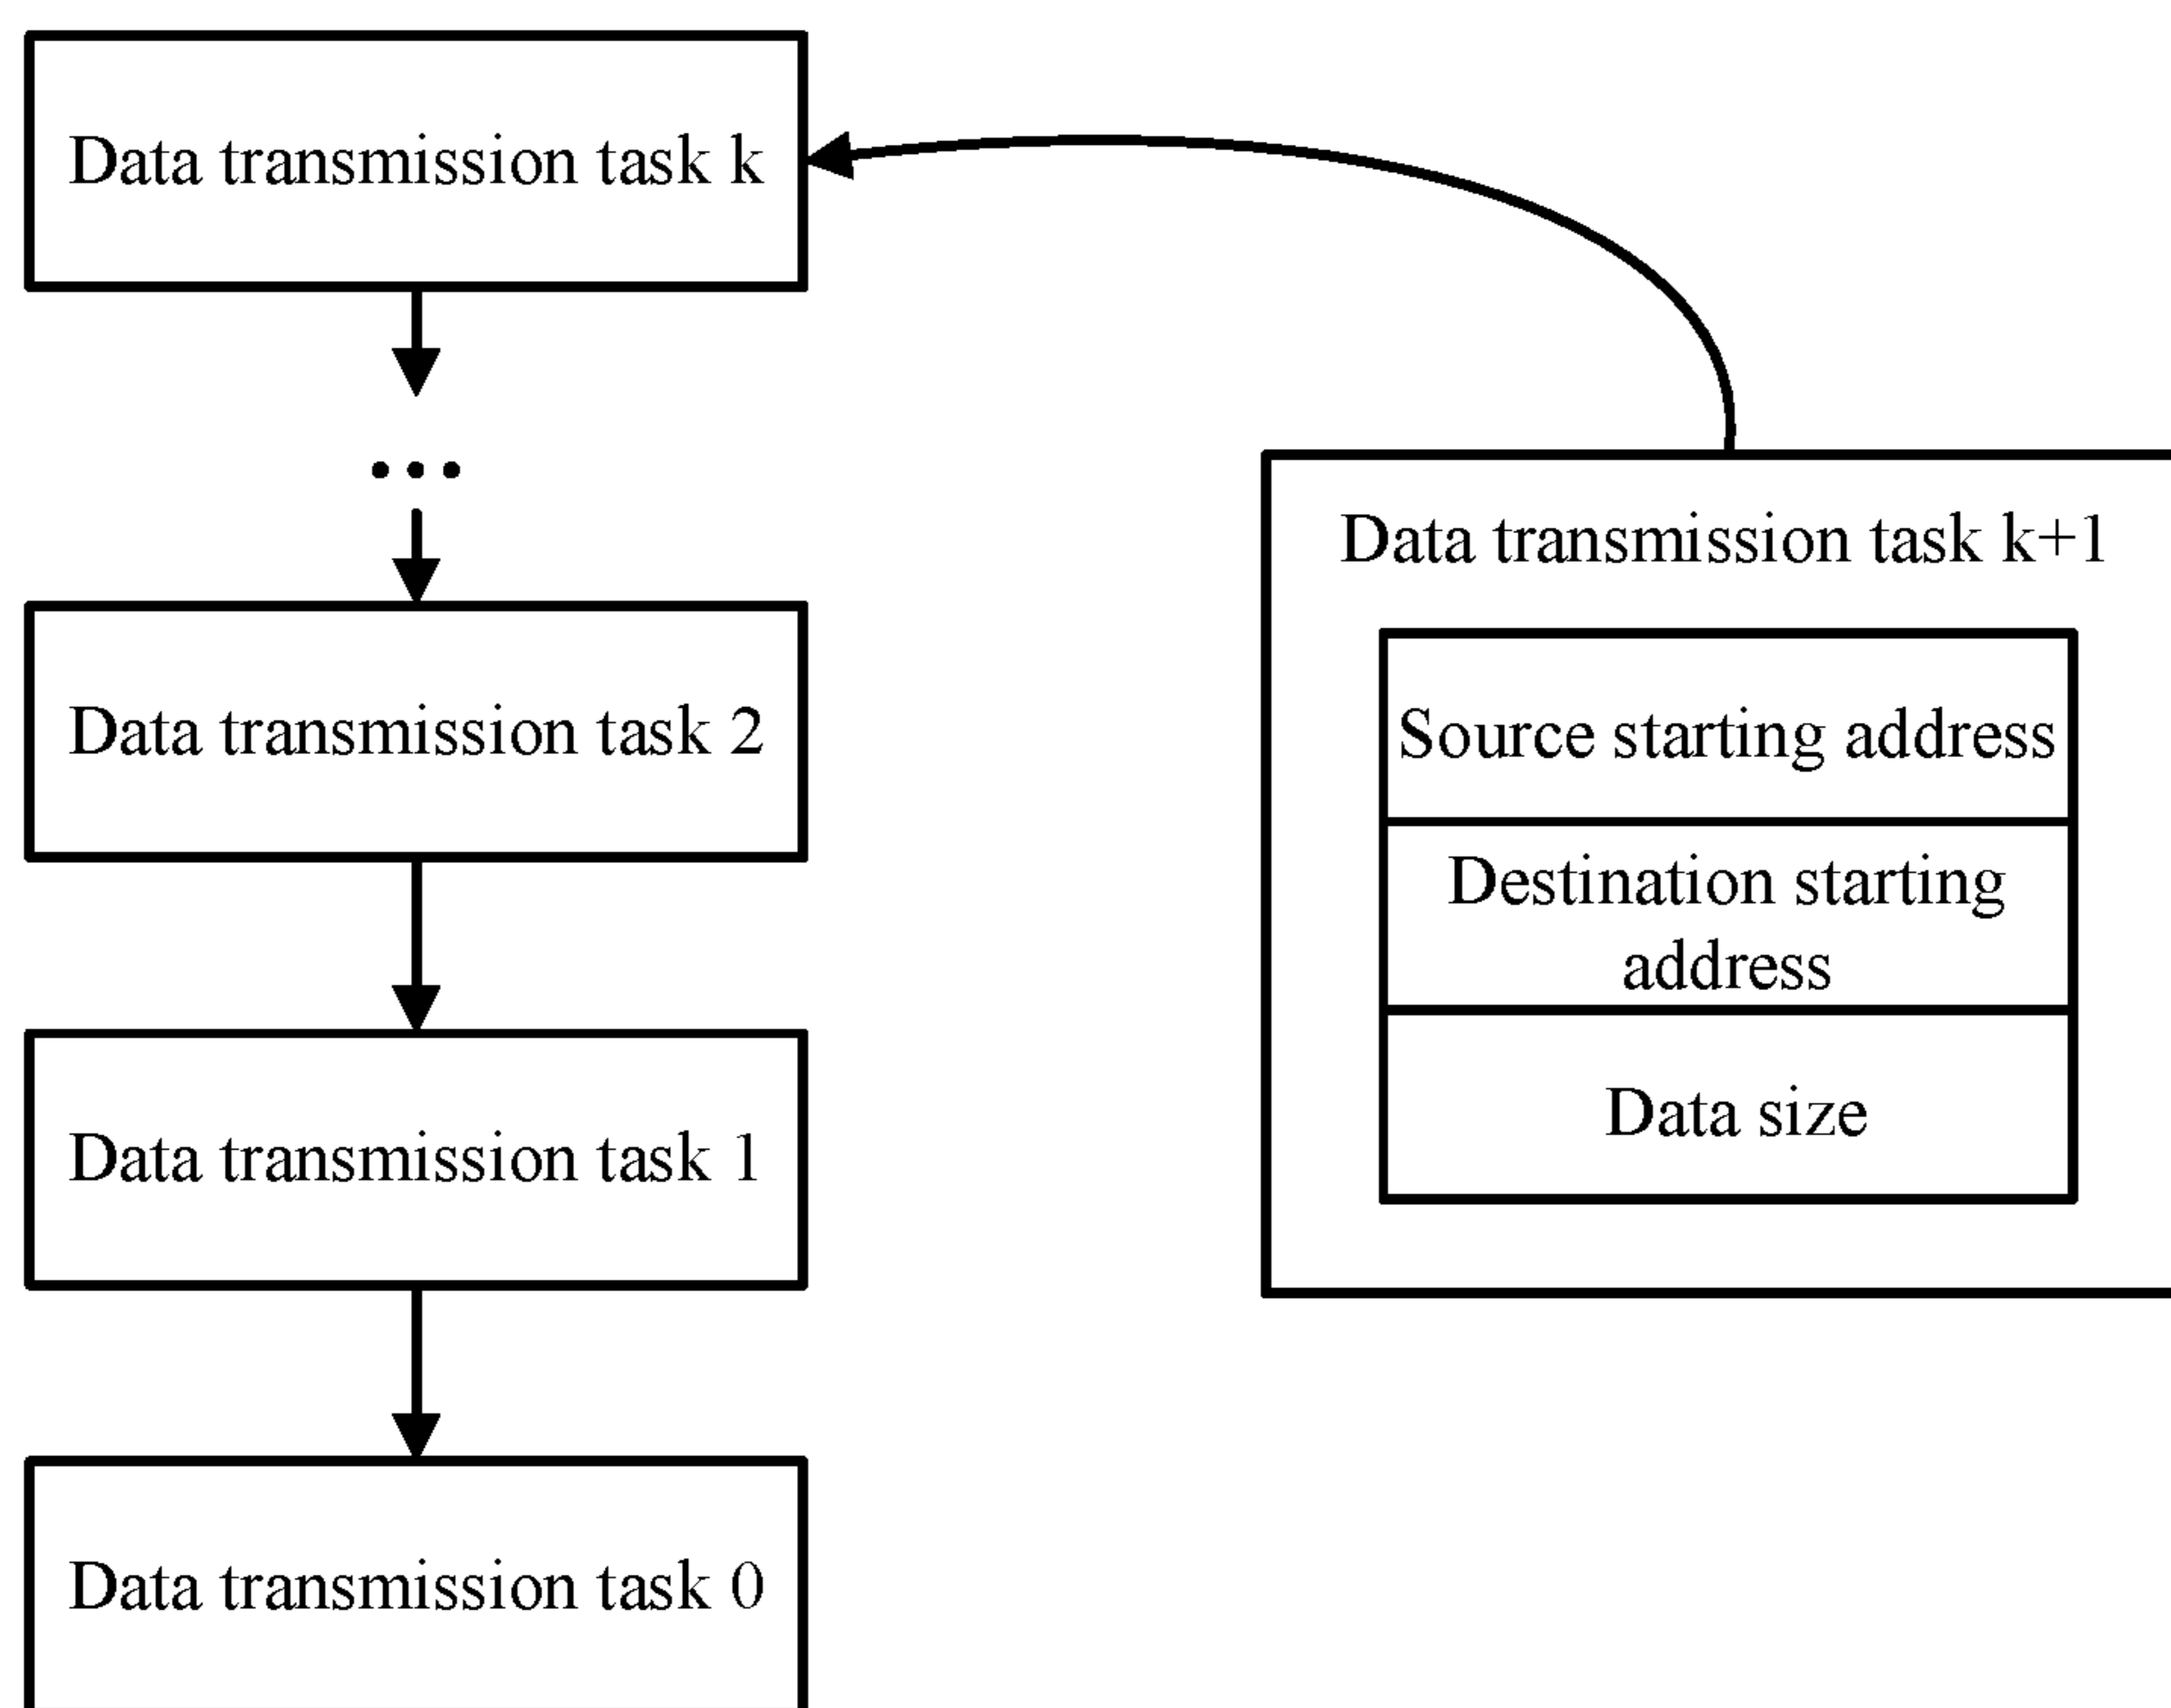 Data transmission task k
...
Data transmission task k+1
Data transmission task 2
Source starting address
Destination starting
address
Data size
Data transmission task 1
Data transmission task 0